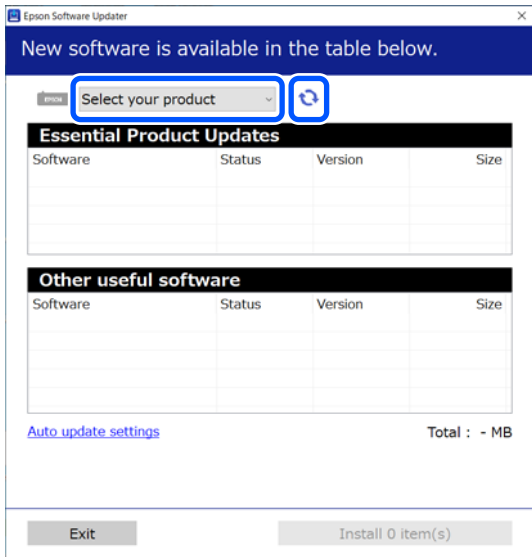 Epson Software Updater
New software is available in the table below.
EPSON Select your product
Essential Product Updates
Software Status Version Size
Other useful software
Software Status Version Size
Auto update settings Total : - MB
Exit Install 0 item(s)